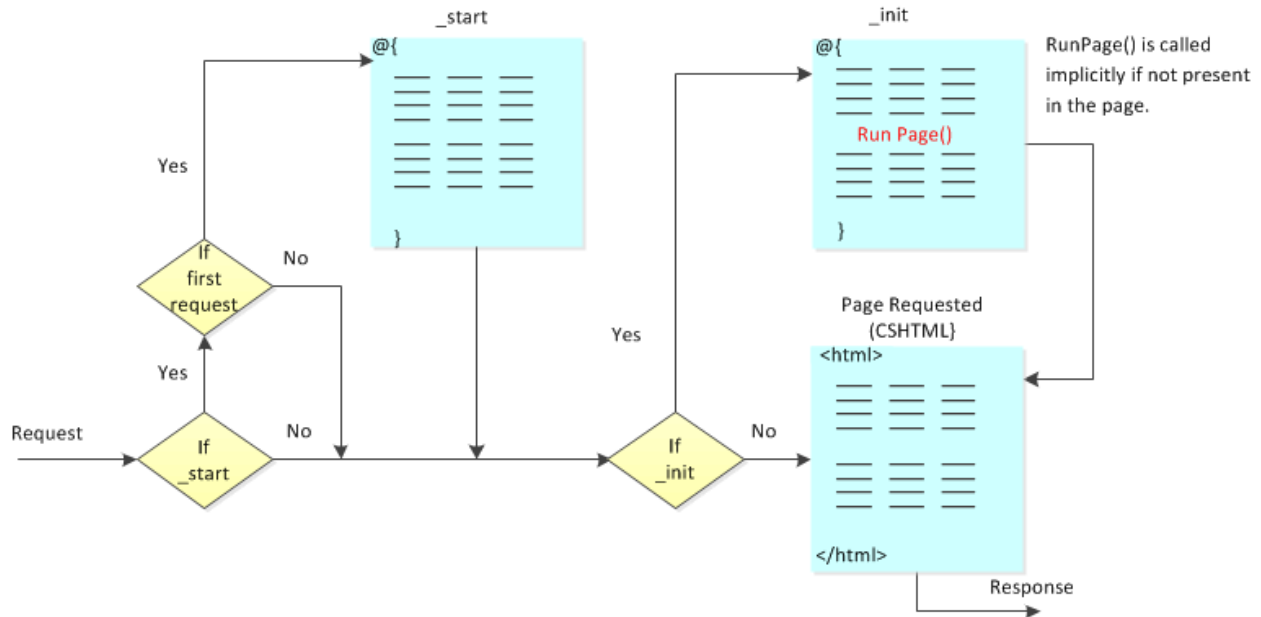 _start
@{
}
_init
@{
Run Page()
}
RunPage() is called
implicitly if not present
in the page.
Yes
If
first
request
No
Yes
Request
If
_start
No
Yes
If
_init
No
Page Requested
(CSHTML}
<html>
</html>
Response